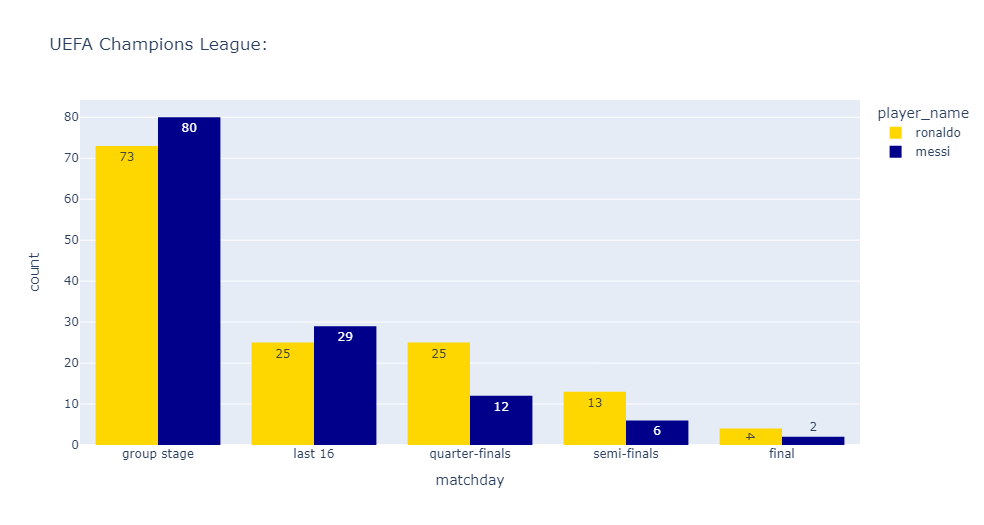 UEFA Champions League:
player_name
ronaldo
messi
count
80
70
60
50
40
30
20
10
0
73
80
25
29
25
12
13
6
4
2
group stage
last 16
quarter-finals
semi-finals
final
matchday